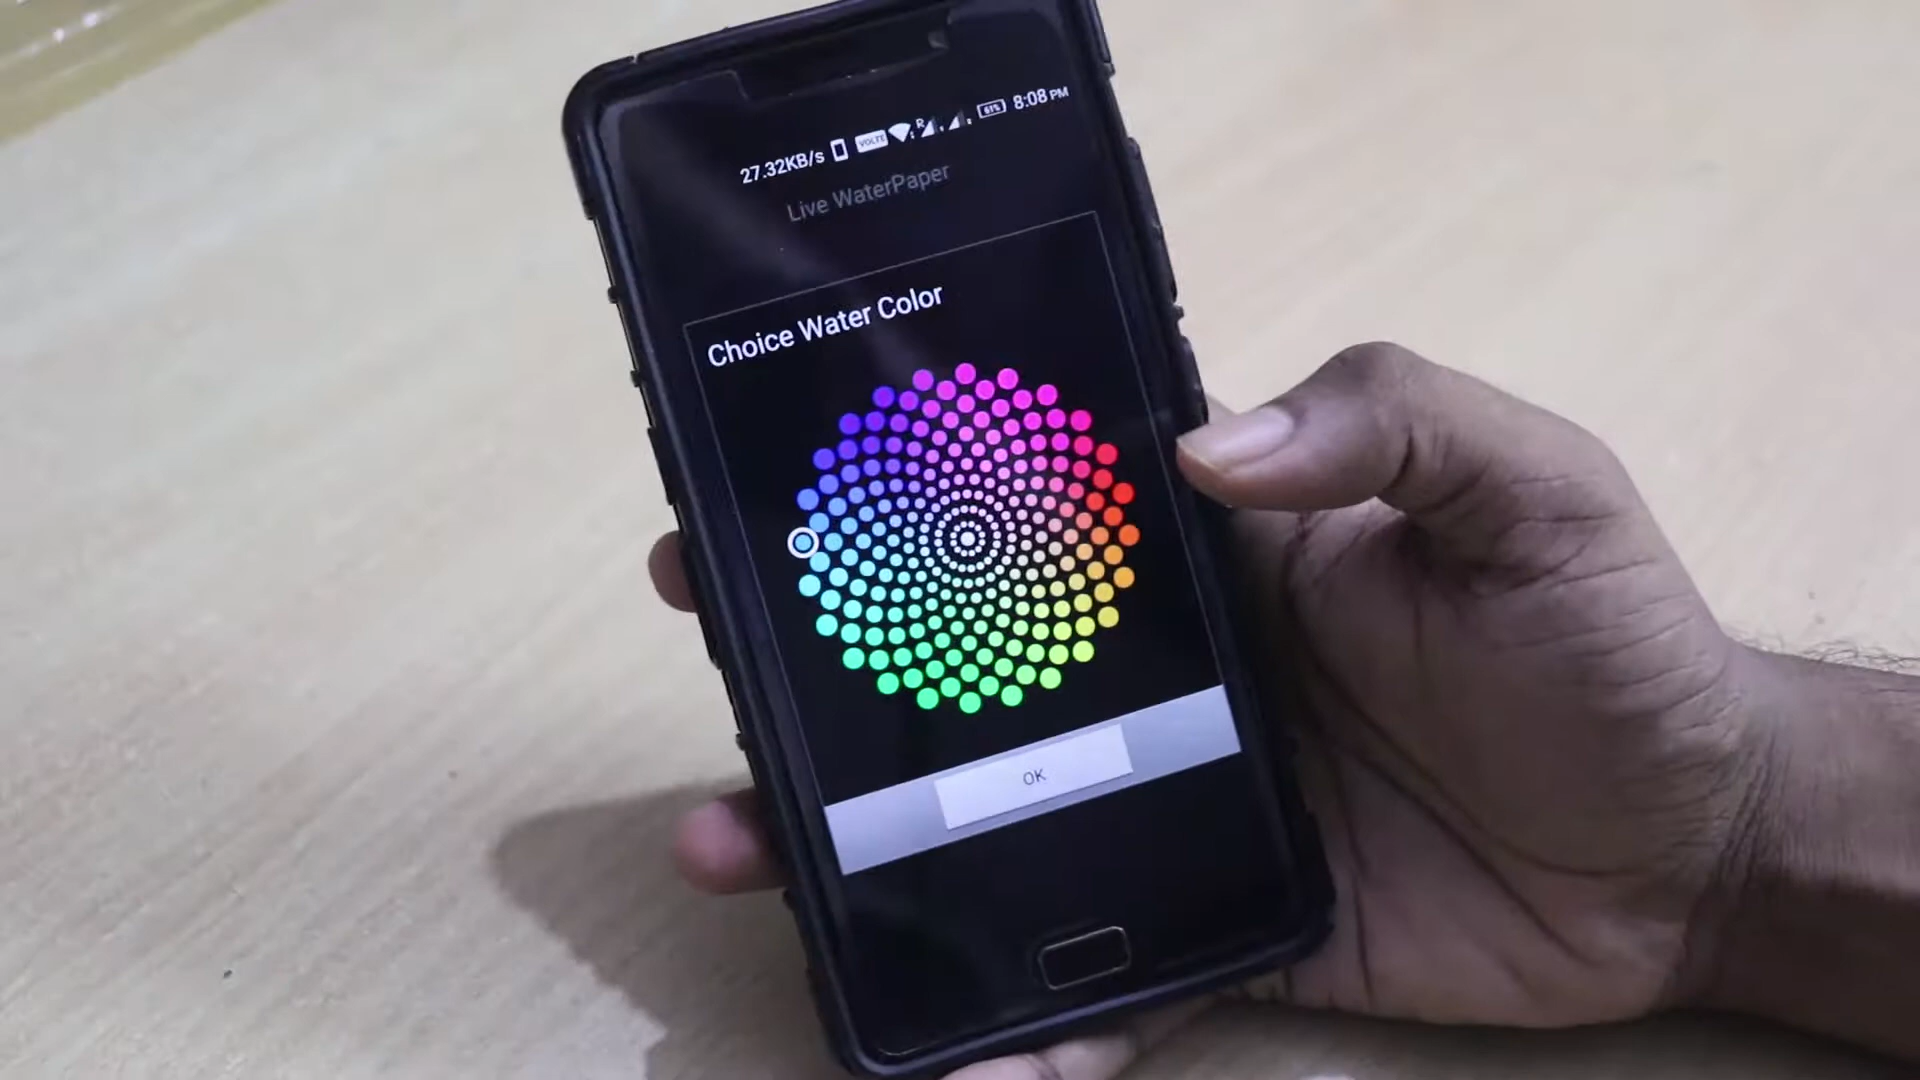 27.32KB/s VOLTE R 61% 8:08 PM
Live WaterPaper
Choice Water Color
OK